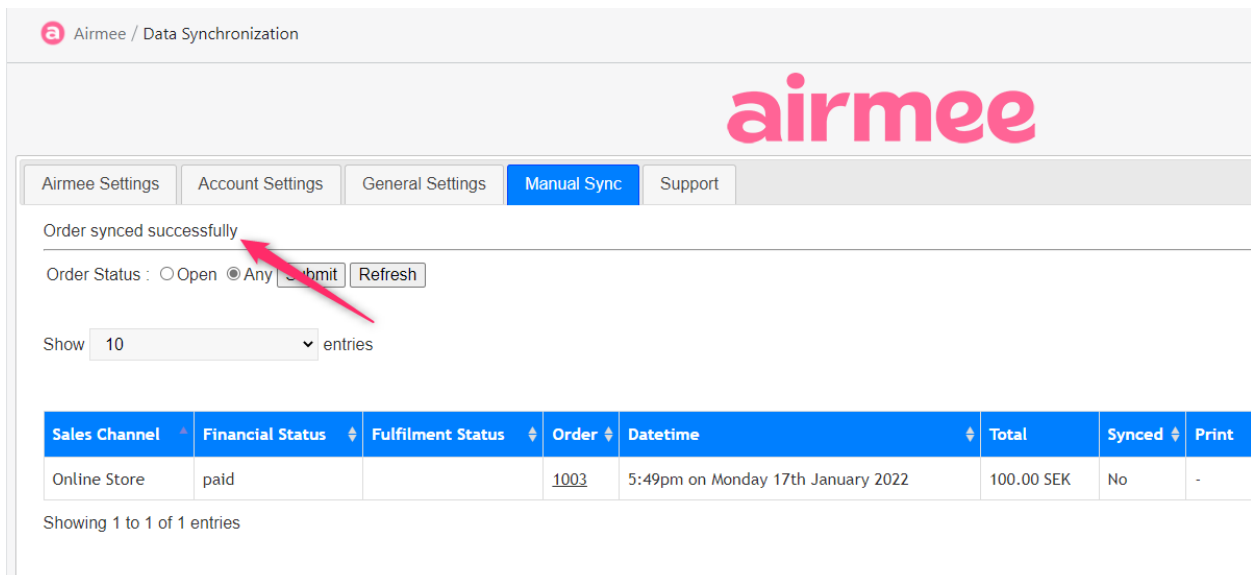 Airmee / Data Synchronization
airmee
Airmee Settings Account Settings General Settings Manual Sync Support
Order synced successfully
Order Status : Open Any Submit Refresh
Show 10 entries
Sales Channel Financial Status Fulfilment Status Order Datetime Total Synced Print
Online Store paid 1003 5:49pm on Monday 17th January 2022 100.00 SEK No -
Showing 1 to 1 of 1 entries